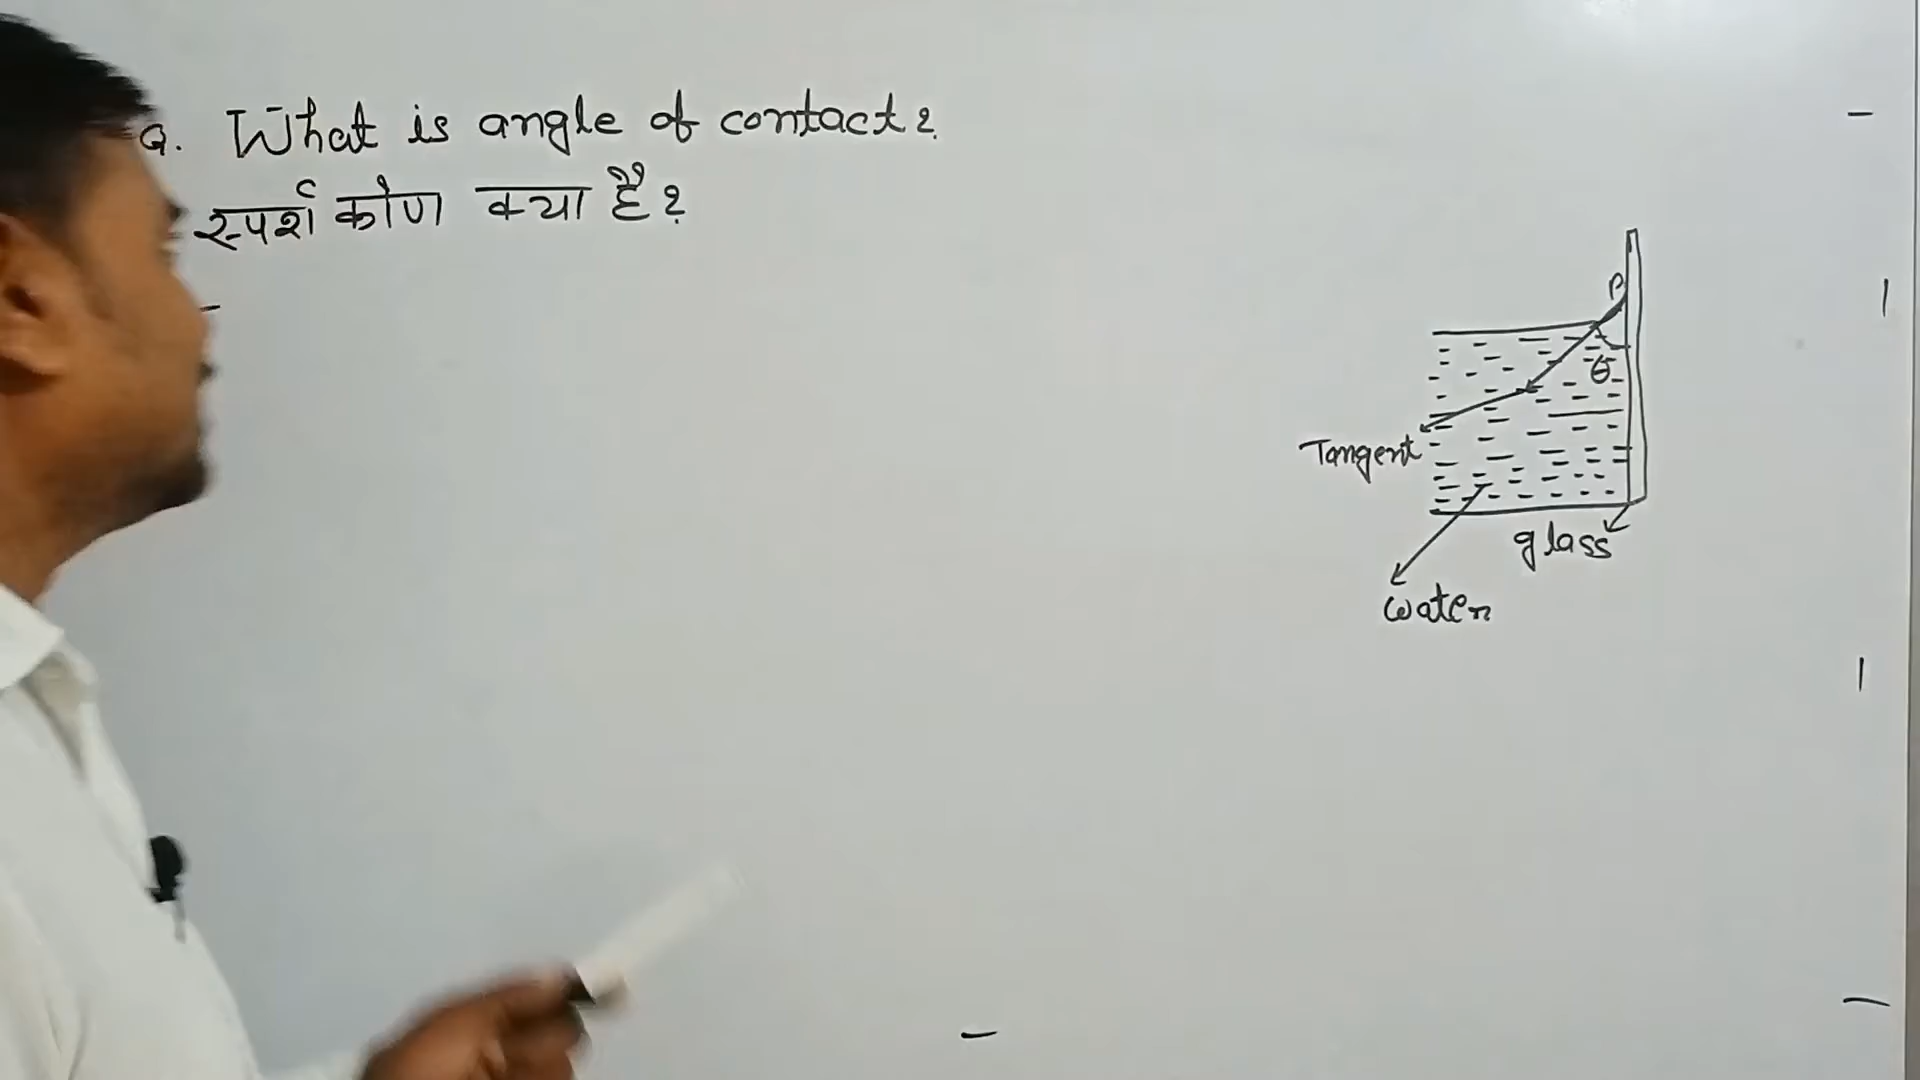 Q. What is angle of contact?
स्पर्श कोण क्या है?
P
θ
Tangent
glass
water